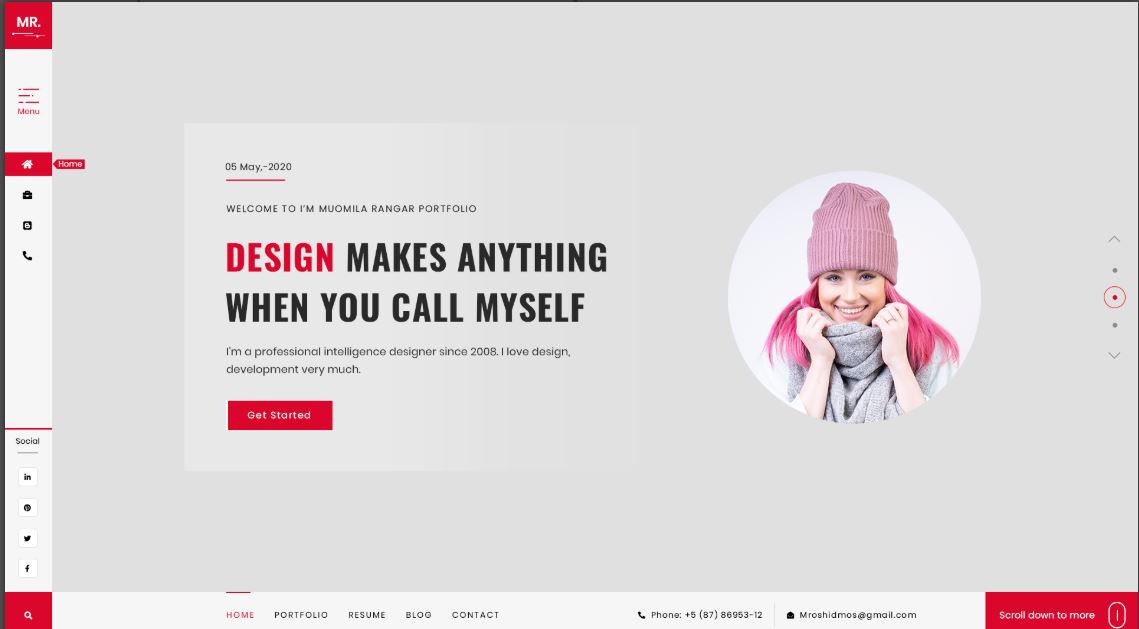 MR.
Menu
Home
Social
05 May,-2020
WELCOME TO I'M MUOMILA RANGAR PORTFOLIO
DESIGN MAKES ANYTHING
WHEN YOU CALL MYSELF
I'm a professional intelligence designer since 2008. I love design,
development very much.
Get Started
HOME PORTFOLIO RESUME BLOG CONTACT
Phone: +5 (87) 86953-12
Mroshidmos@gmail.com
Scroll down to more